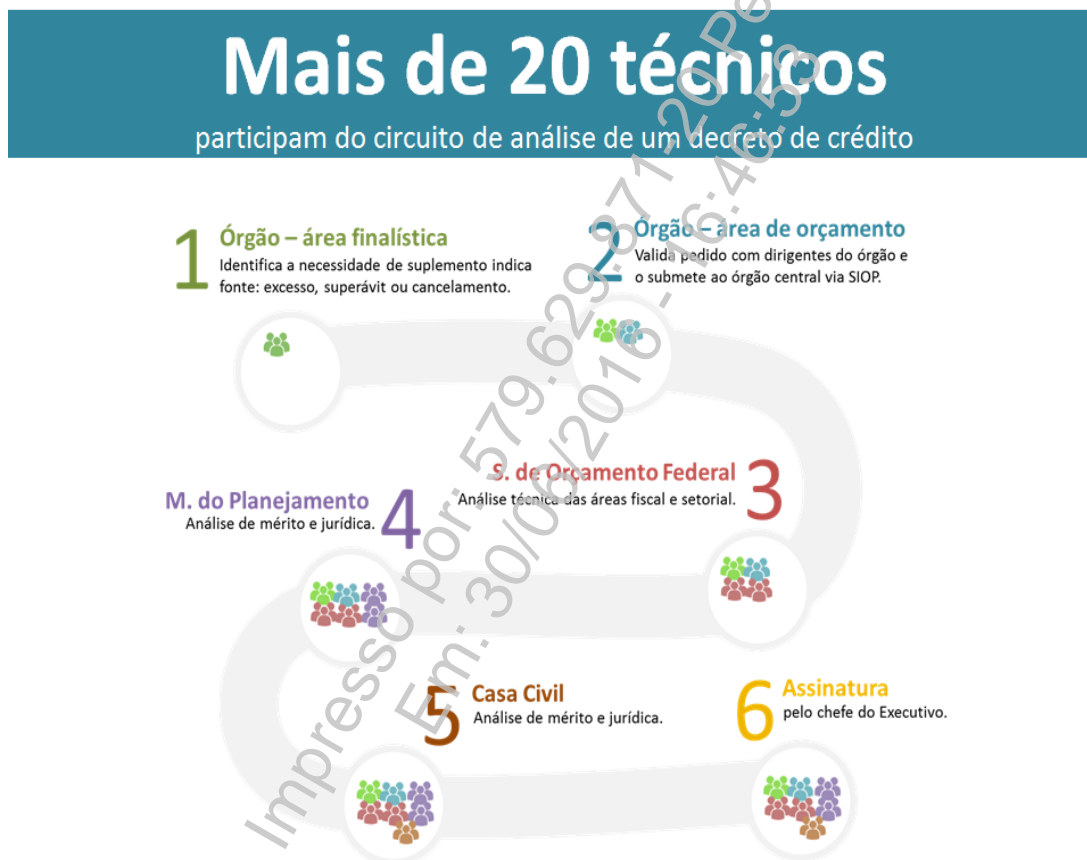 Mais de 20 técnicos
participam do circuito de análise de um decreto de crédito
1 Órgão – área finalística
Identifica a necessidade de suplemento indica
fonte: excesso, superávit ou cancelamento.
2 Órgão – área de orçamento
Valida pedido com dirigentes do órgão e
o submete ao órgão central via SIOP.
S. de Orçamento Federal 3
Análise técnica das áreas fiscal e setorial.
M. do Planejamento 4
Análise de mérito e jurídica.
5 Casa Civil
Análise de mérito e jurídica.
6 Assinatura
pelo chefe do Executivo.
Impresso por: 579.629.871-20 Pe
Em: 30/06/2016 - 16:46:53